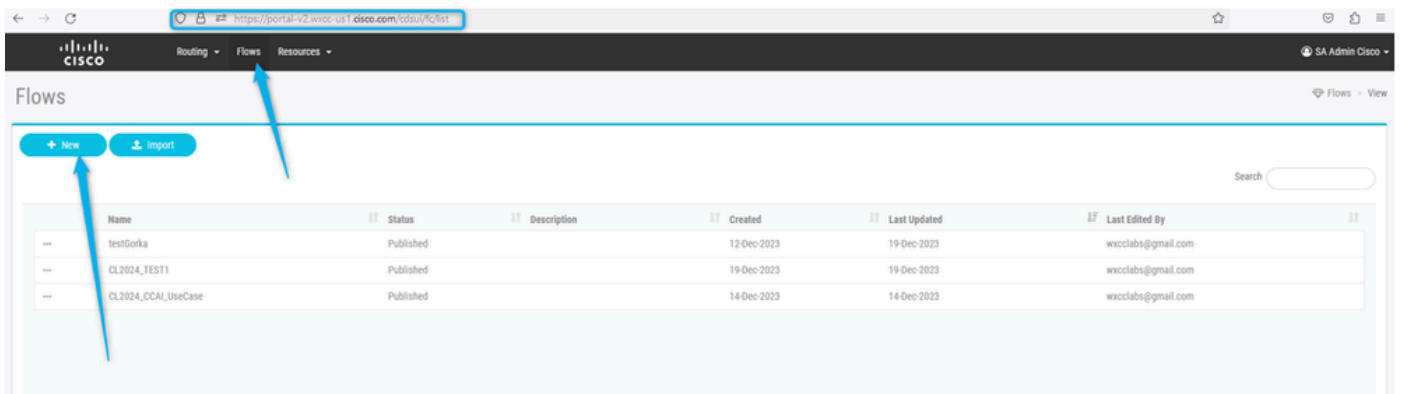 https://portal-v2.wxcc-us1.cisco.com/cdsui/fc/list
CISCO Routing Flows Resources SA Admin Cisco
Flows Flows > View
+ New Import
Search
Name Status Description Created Last Updated Last Edited By
··· testGorka Published 12-Dec-2023 19-Dec-2023 wxcclabs@gmail.com
··· CL2024_TEST1 Published 19-Dec-2023 19-Dec-2023 wxcclabs@gmail.com
··· CL2024_CCAI_UseCase Published 14-Dec-2023 14-Dec-2023 wxcclabs@gmail.com